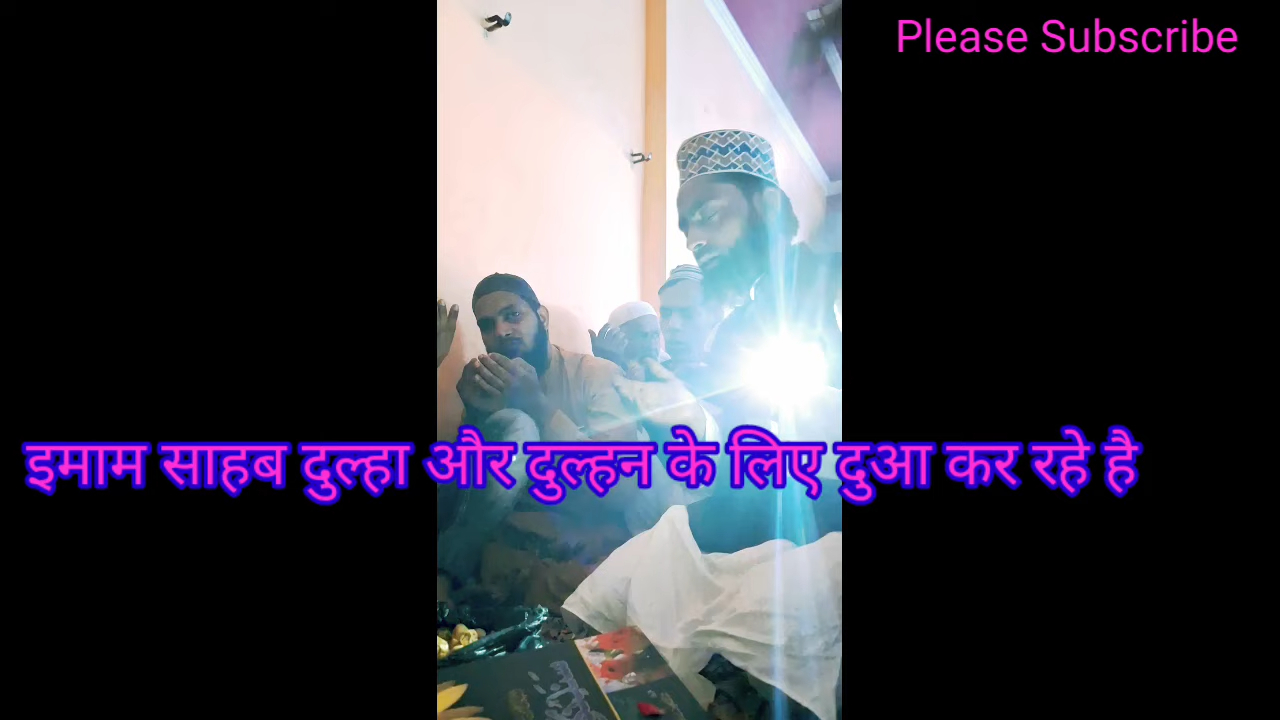 Please Subscribe
इमाम साहब दुल्हा और दुल्हन के लिए दुआ कर रहे है